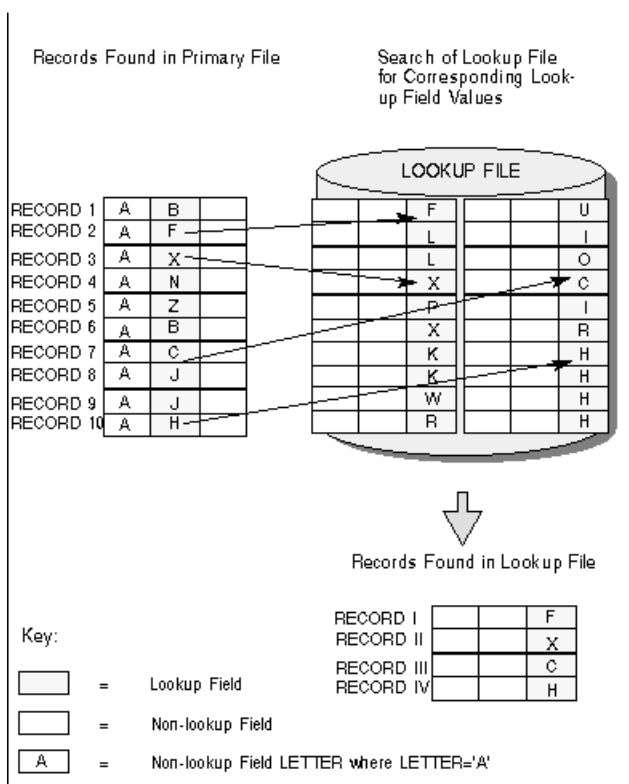 Records Found in Primary File
Search of Lookup File
for Corresponding Look-
up Field Values
LOOKUP FILE
RECORD 1 A B
RECORD 2 A F
RECORD 3 A X
RECORD 4 A N
RECORD 5 A Z
RECORD 6 A B
RECORD 7 A C
RECORD 8 A J
RECORD 9 A J
RECORD 10 A H
F U
L I
L O
X C
P I
X R
K H
K H
W H
R H
Records Found in Lookup File
RECORD I F
RECORD II X
RECORD III C
RECORD IV H
Key:
= Lookup Field
= Non-lookup Field
A = Non-lookup Field LETTER where LETTER='A'